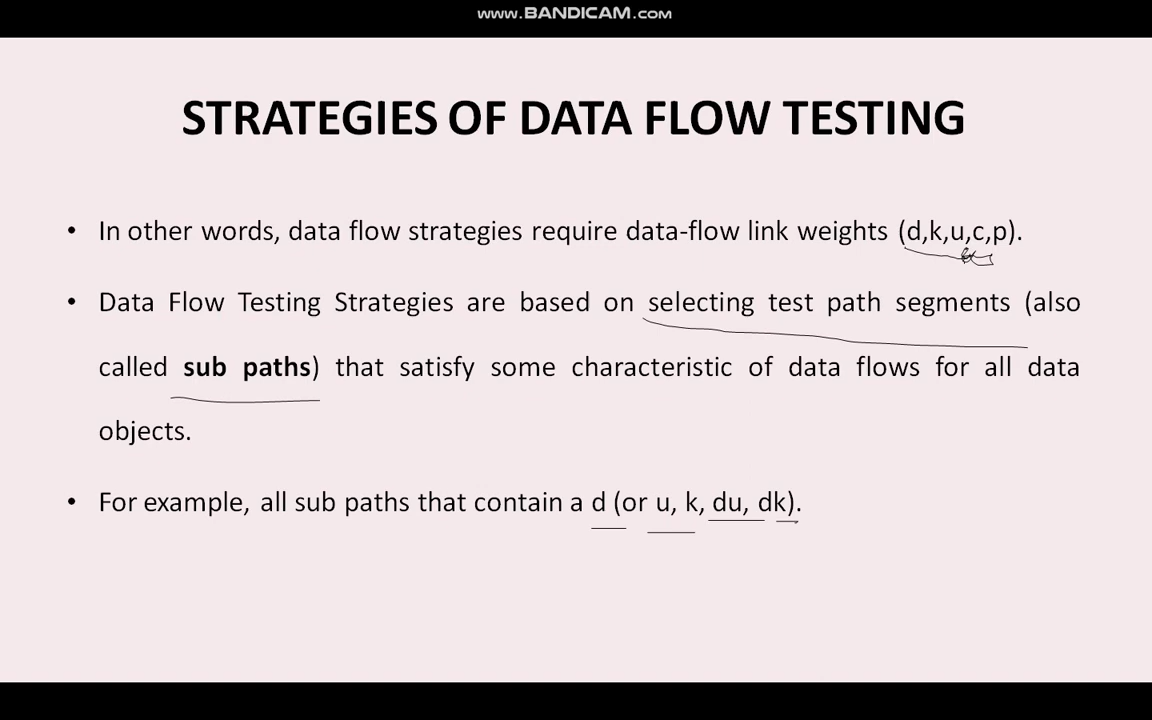 www.BANDICAM.com
STRATEGIES OF DATA FLOW TESTING
• In other words, data flow strategies require data-flow link weights (d,k,u,c,p).
• Data Flow Testing Strategies are based on selecting test path segments (also
called sub paths) that satisfy some characteristic of data flows for all data
objects.
• For example, all sub paths that contain a d (or u, k, du, dk).